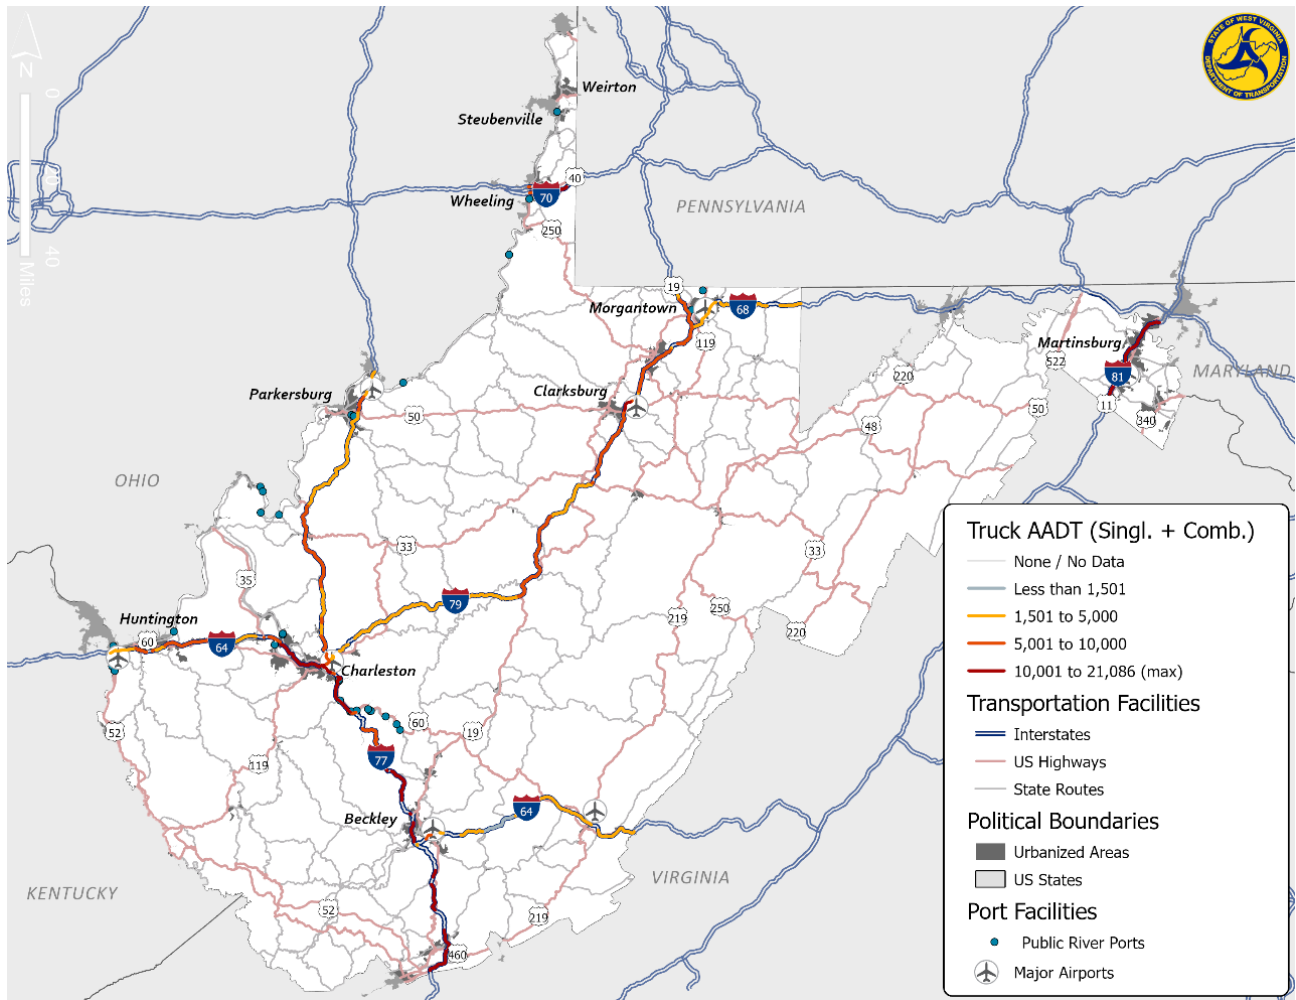 STATE OF WEST VIRGINIA
DEPARTMENT OF TRANSPORTATION
N
0
20
40
Miles
Weirton
Steubenville
40
70
Wheeling
PENNSYLVANIA
250
19
Morgantown
68
119
Martinsburg
522
81
MARYLAND
11
340
220
50
48
Parkersburg
50
Clarksburg
OHIO
33
33
35
79
219
250
220
Huntington
60
64
Charleston
52
60
19
119
77
64
Beckley
KENTUCKY
VIRGINIA
52
219
460
Truck AADT (Singl. + Comb.)
None / No Data
Less than 1,501
1,501 to 5,000
5,001 to 10,000
10,001 to 21,086 (max)
Transportation Facilities
Interstates
US Highways
State Routes
Political Boundaries
Urbanized Areas
US States
Port Facilities
Public River Ports
Major Airports